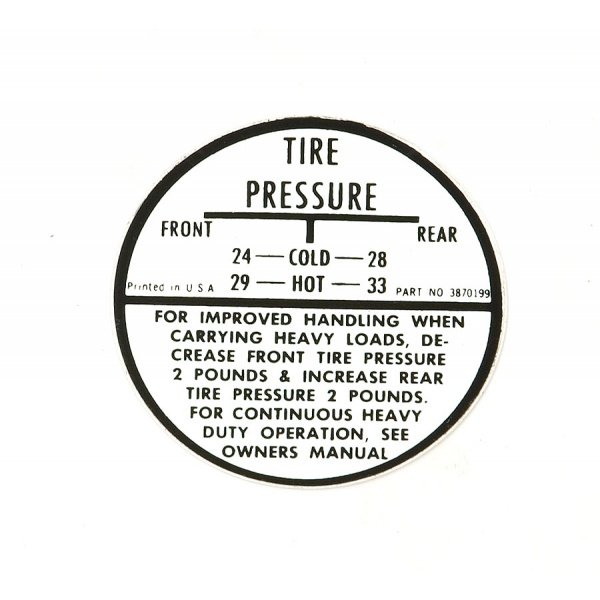 TIRE
PRESSURE
FRONT REAR
24 — COLD — 28
29 — HOT — 33
Printed in U S A PART NO 3870199
FOR IMPROVED HANDLING WHEN
CARRYING HEAVY LOADS, DE-
CREASE FRONT TIRE PRESSURE
2 POUNDS & INCREASE REAR
TIRE PRESSURE 2 POUNDS.
FOR CONTINUOUS HEAVY
DUTY OPERATION, SEE
OWNERS MANUAL